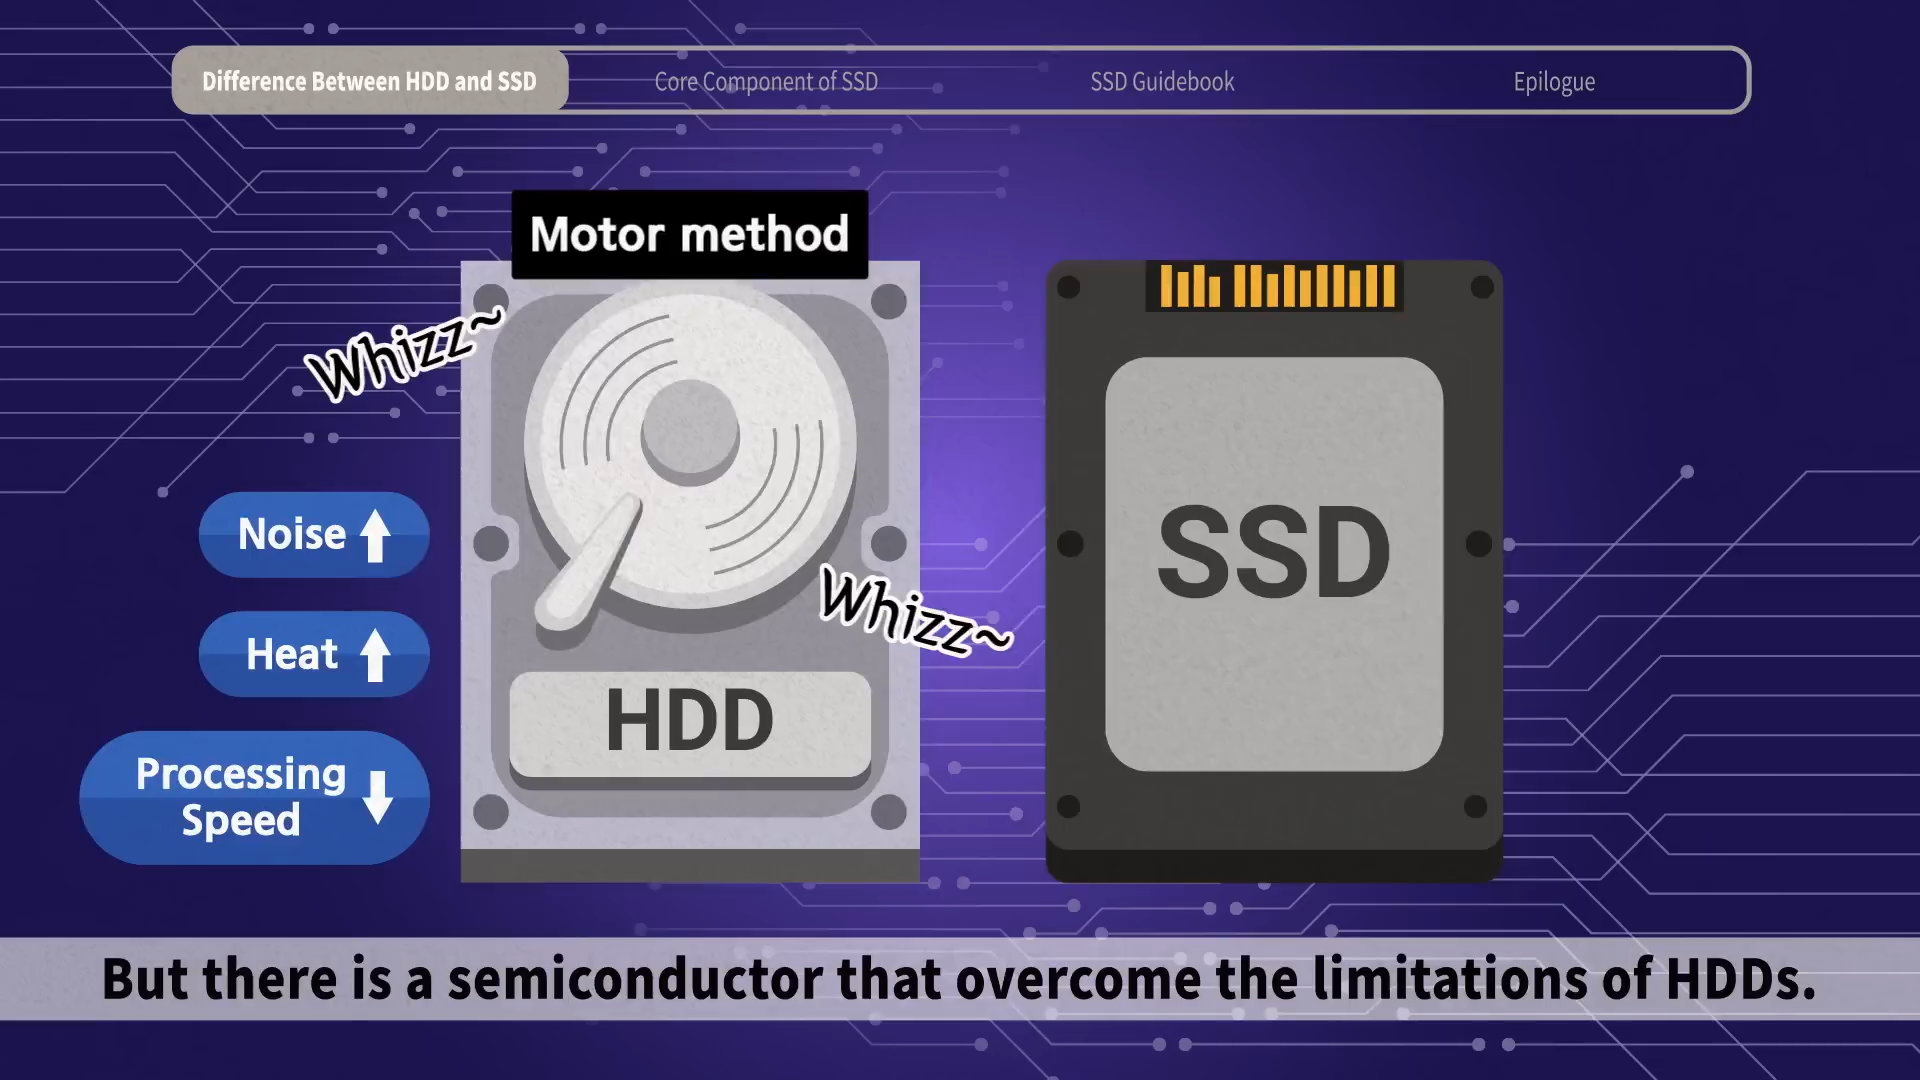 Difference Between HDD and SSD
Core Component of SSD
SSD Guidebook
Epilogue
Motor method
Whizz~
Noise
Heat
Processing
Speed
Whizz~
HDD
SSD
But there is a semiconductor that overcome the limitations of HDDs.